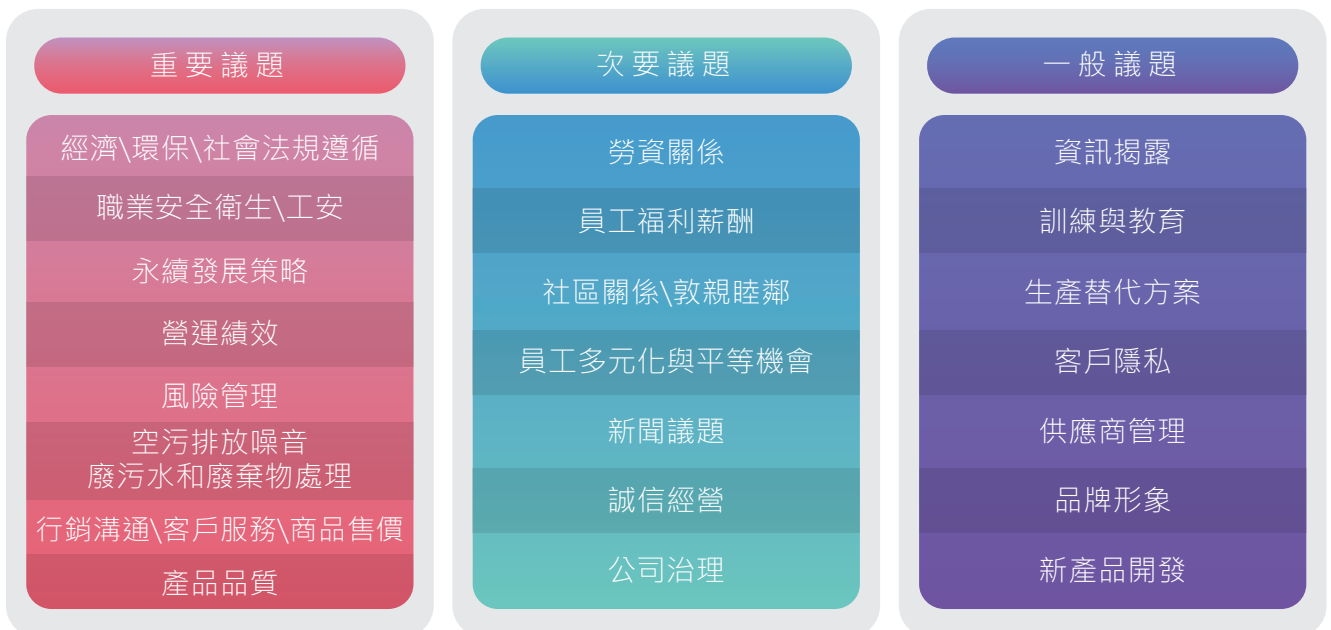 重要議題
經濟\環保\社會法規遵循
職業安全衛生\工安
永續發展策略
營運績效
風險管理
空污排放噪音
廢污水和廢棄物處理
行銷溝通\客戶服務\商品售價
產品品質
次要議題
勞資關係
員工福利薪酬
社區關係\敦親睦鄰
員工多元化與平等機會
新聞議題
誠信經營
公司治理
一般議題
資訊揭露
訓練與教育
生產替代方案
客戶隱私
供應商管理
品牌形象
新產品開發